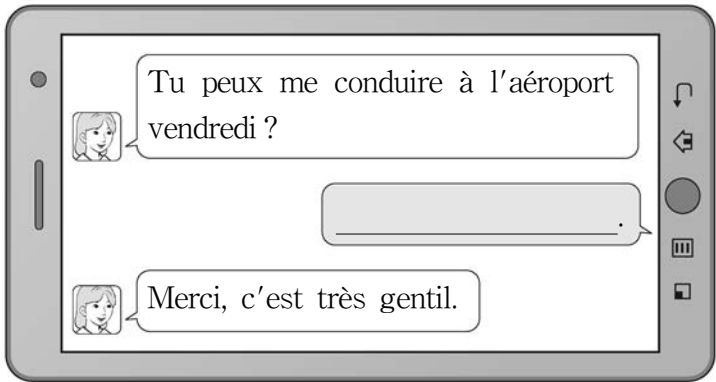 Tu peux me conduire à l'aéroport
vendredi ?
.
Merci, c'est très gentil.